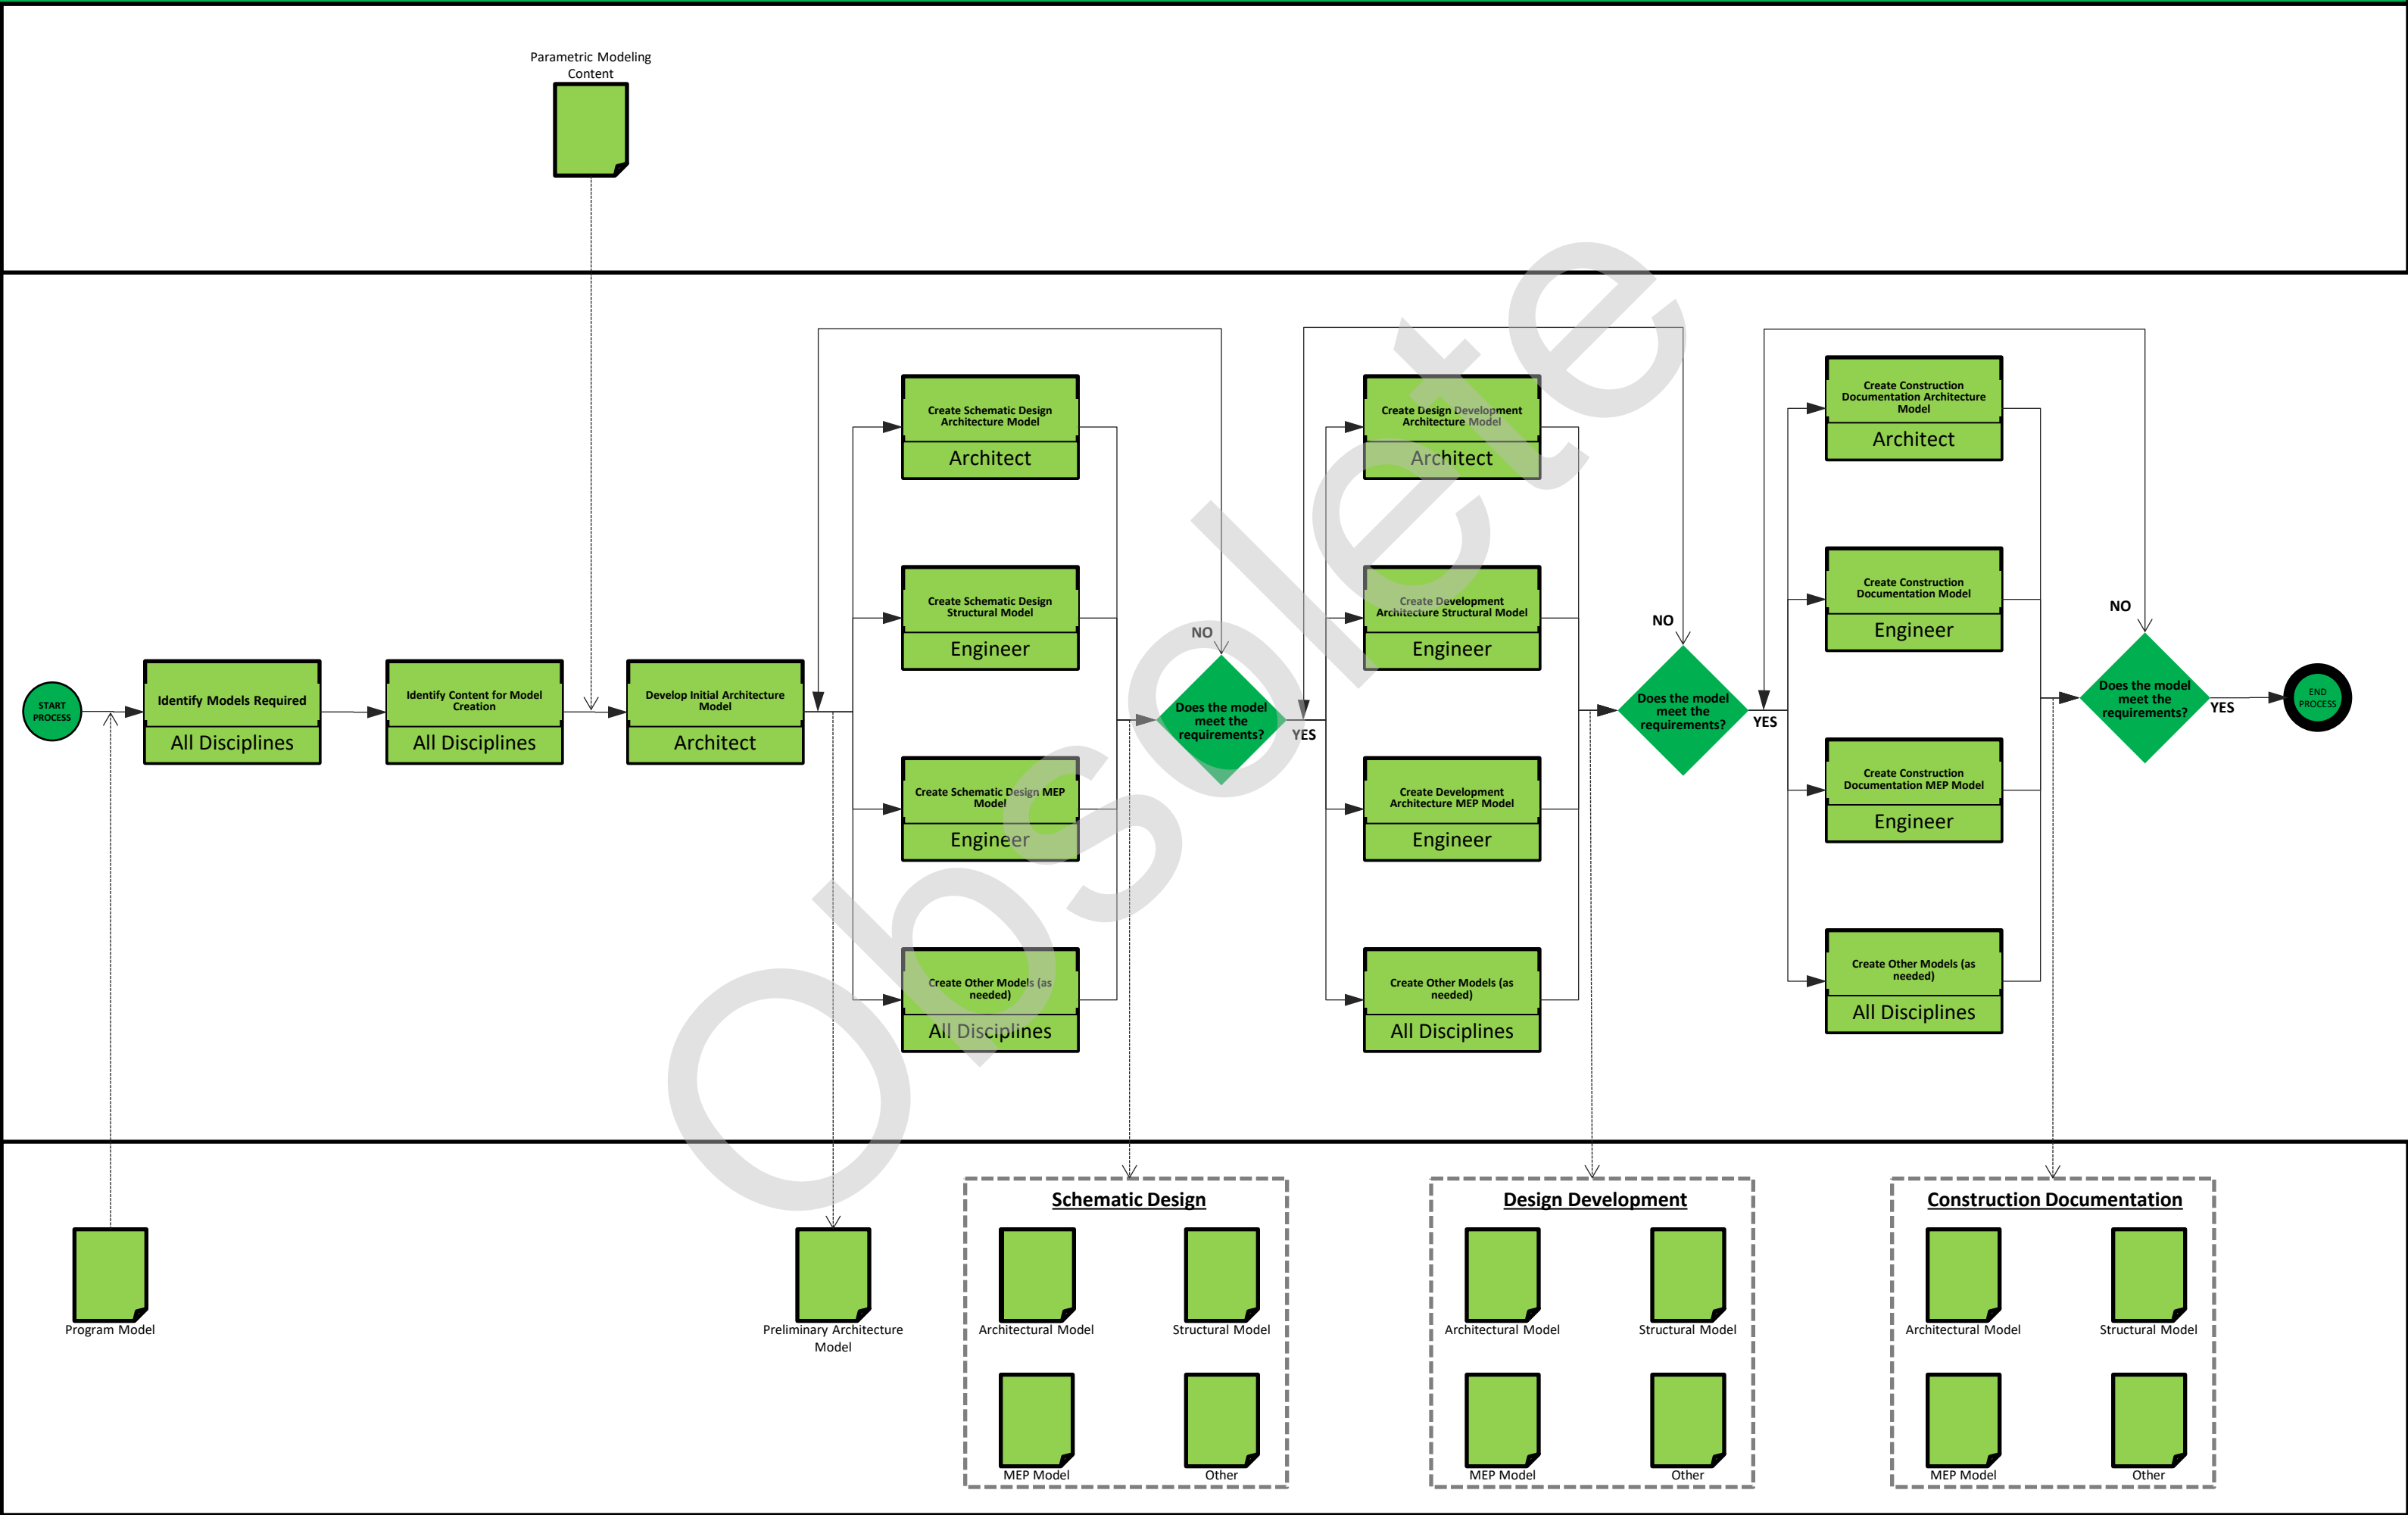 Parametric Modeling
Content
START
PROCESS
Identify Models Required
All Disciplines
Identify Content for Model
Creation
All Disciplines
Develop Initial Architecture
Model
Architect
Create Schematic Design
Architecture Model
Architect
Create Schematic Design
Structural Model
Engineer
Create Schematic Design MEP
Model
Engineer
Create Other Models (as
needed)
All Disciplines
NO
Does the model
meet the
requirements?
YES
Create Design Development
Architecture Model
Architect
Create Development
Architecture Structural Model
Engineer
Create Development
Architecture MEP Model
Engineer
Create Other Models (as
needed)
All Disciplines
NO
Does the model
meet the
requirements?
YES
Create Construction
Documentation Architecture
Model
Architect
Create Construction
Documentation Model
Engineer
Create Construction
Documentation MEP Model
Engineer
Create Other Models (as
needed)
All Disciplines
NO
Does the model
meet the
requirements?
YES
END
PROCESS
Obsolete
Program Model
Preliminary Architecture
Model
Schematic Design
Architectural Model
Structural Model
MEP Model
Other
Design Development
Architectural Model
Structural Model
MEP Model
Other
Construction Documentation
Architectural Model
Structural Model
MEP Model
Other